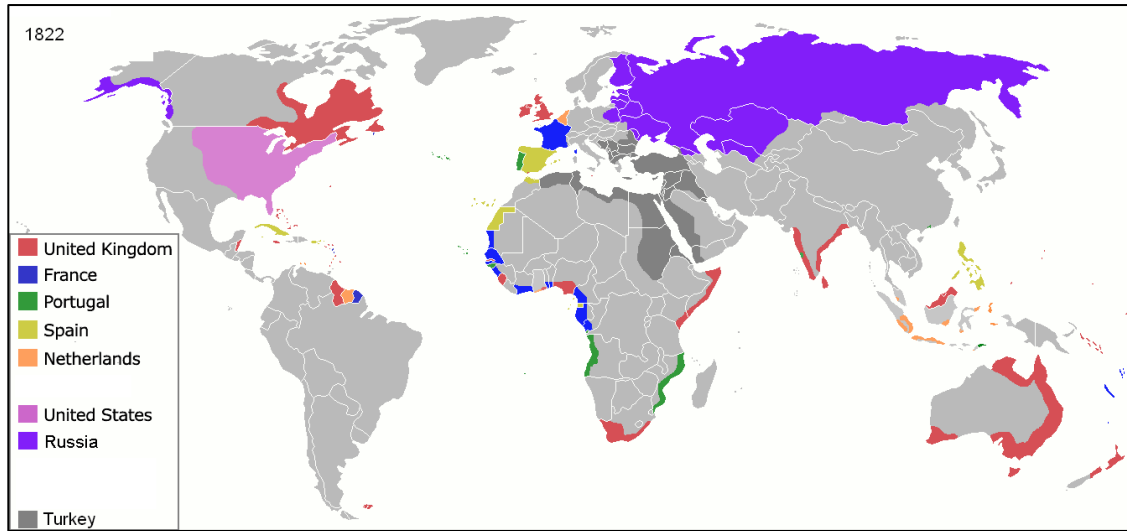 1822
United Kingdom
France
Portugal
Spain
Netherlands
United States
Russia
Turkey